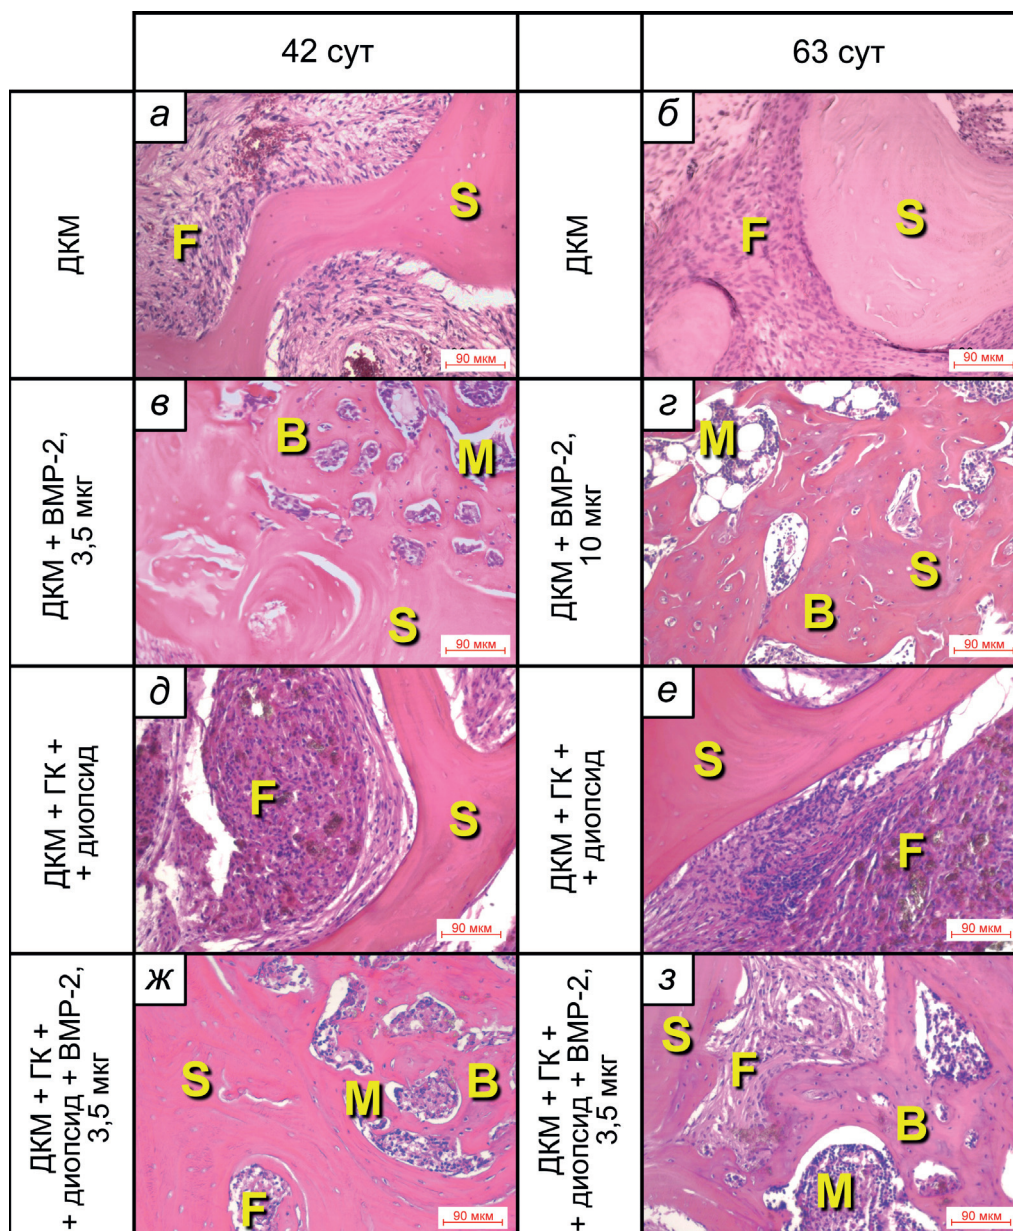 42 сут
63 сут
ДКМ
а
F
S
90 мкм
ДКМ
б
F
S
90 мкм
ДКМ + BMP-2,
3,5 мкг
в
B
M
S
90 мкм
ДКМ + BMP-2,
10 мкг
г
M
S
B
90 мкм
ДКМ + ГК +
+ диопсид
д
F
S
90 мкм
ДКМ + ГК +
+ диопсид
е
S
F
90 мкм
ДКМ + ГК +
+ диопсид + BMP-2,
3,5 мкг
ж
S
M
B
F
90 мкм
ДКМ + ГК +
+ диопсид + BMP-2,
3,5 мкг
з
S
F
B
M
90 мкм